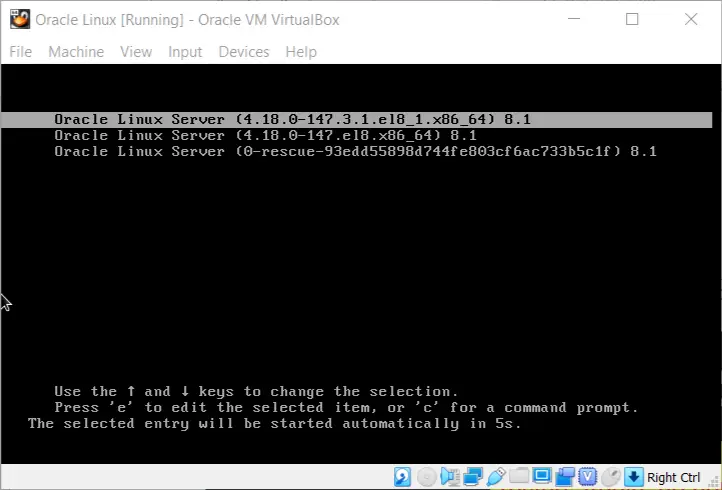 Oracle Linux [Running] - Oracle VM VirtualBox
File Machine View Input Devices Help
Oracle Linux Server (4.18.0-147.3.1.el8_1.x86_64) 8.1
Oracle Linux Server (4.18.0-147.el8.x86_64) 8.1
Oracle Linux Server (0-rescue-93edd55898d744fe803cf6ac733b5c1f) 8.1
Use the ↑ and ↓ keys to change the selection.
Press 'e' to edit the selected item, or 'c' for a command prompt.
The selected entry will be started automatically in 5s.
Right Ctrl